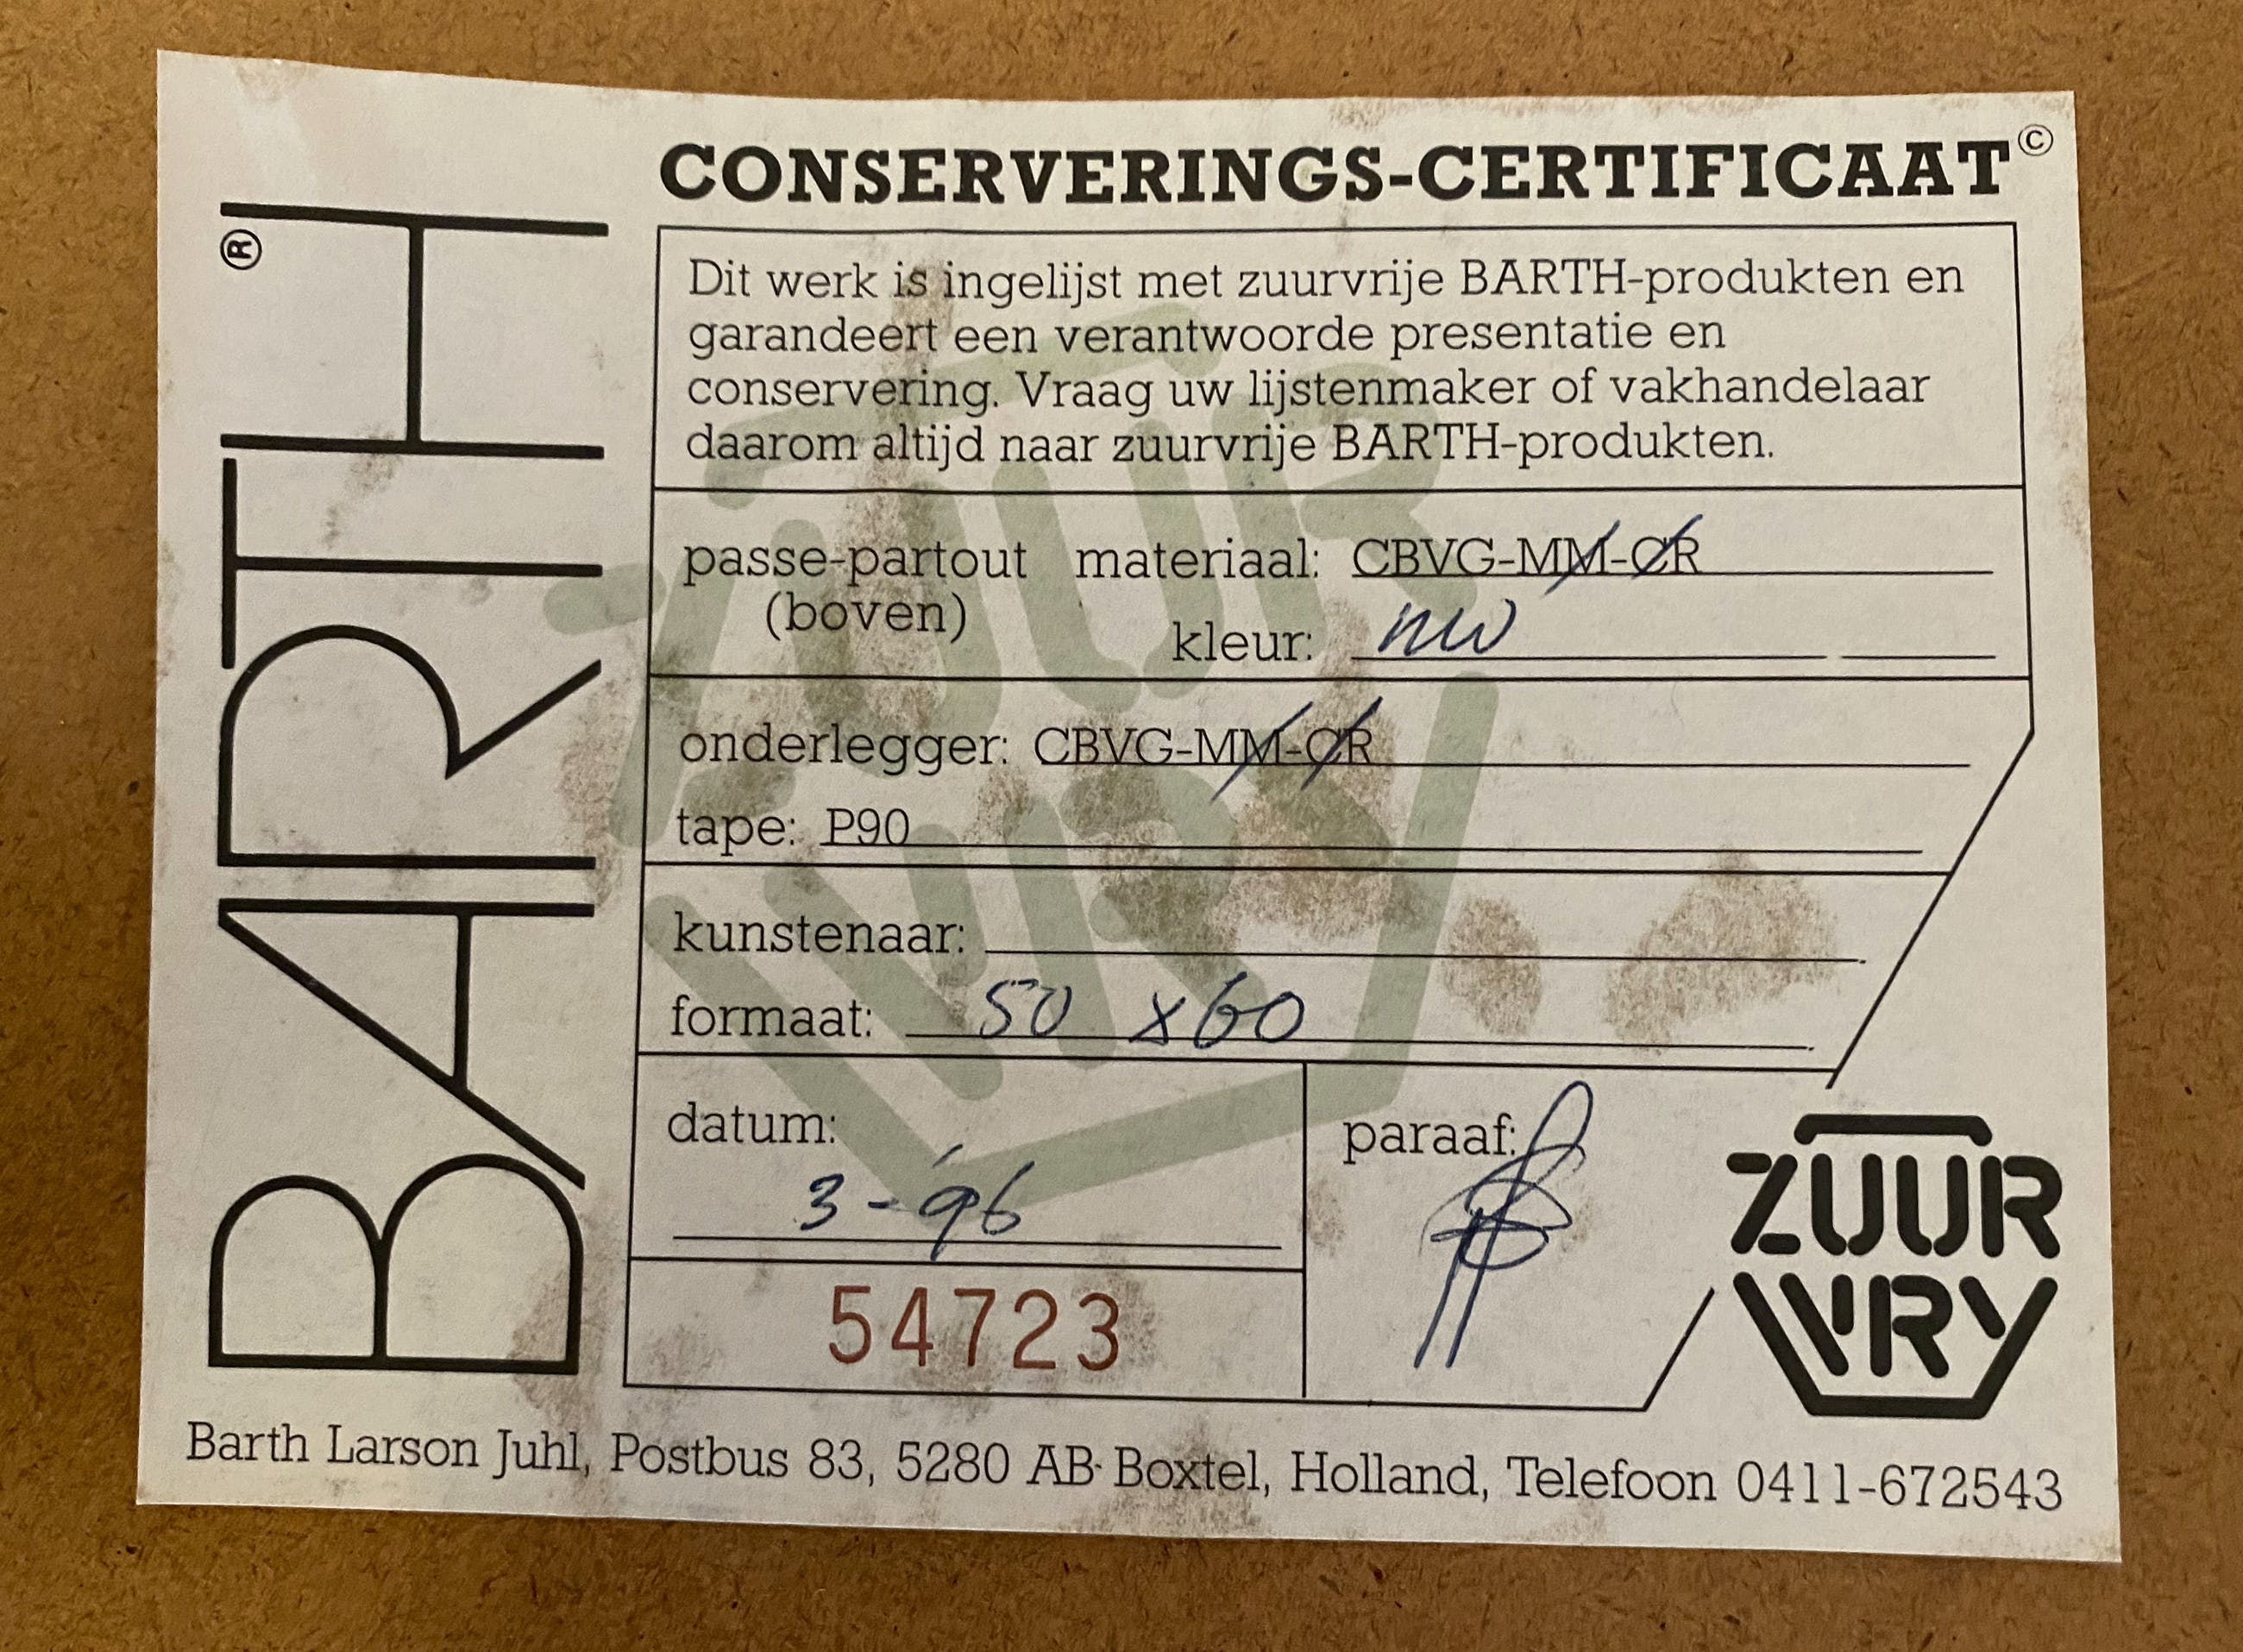 CONSERVERINGS-CERTIFICAAT©
BARTH®
Dit werk is ingelijst met zuurvrije BARTH-produkten en
garandeert een verantwoorde presentatie en
conservering. Vraag uw lijstenmaker of vakhandelaar
daarom altijd naar zuurvrije BARTH-produkten.
passe-partout materiaal: CBVG-MM-CR
(boven)
kleur: nw
onderlegger: CBVG-MM-CR
tape: P90
kunstenaar:
formaat: 50 x 60
datum:
3-'96
paraaf:
54723
ZUUR
VRY
Barth Larson Juhl, Postbus 83, 5280 AB Boxtel, Holland, Telefoon 0411-672543